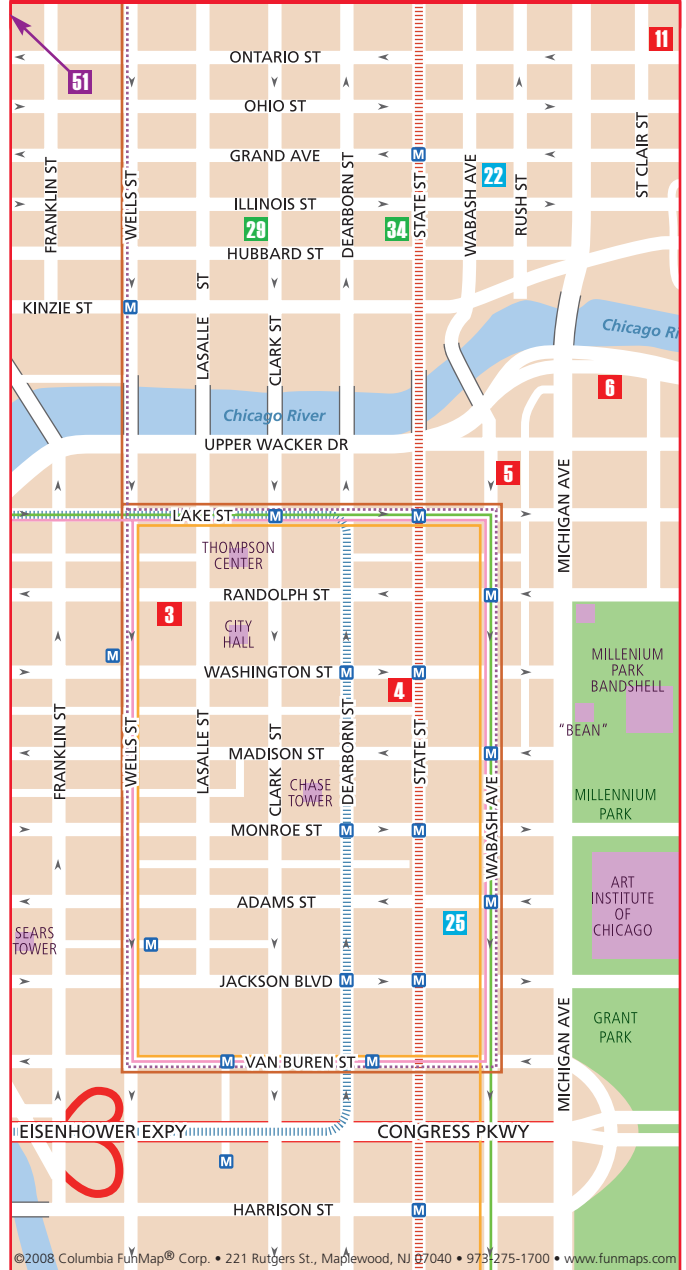 11
ONTARIO ST
51
OHIO ST
GRAND AVE
M
ST CLAIR ST
FRANKLIN ST
WELLS ST
DEARBORN ST
STATE ST
WABASH AVE
22
RUSH ST
ILLINOIS ST
29
34
HUBBARD ST
KINZIE ST
M
LASALLE ST
CLARK ST
Chicago Ri
6
Chicago River
UPPER WACKER DR
5
MICHIGAN AVE
LAKE ST
M
M
THOMPSON
CENTER
RANDOLPH ST
M
3
CITY
HALL
M
WASHINGTON ST
M
M
4
MILLENIUM
PARK
BANDSHELL
"BEAN"
FRANKLIN ST
WELLS ST
LASALLE ST
CLARK ST
DEARBORN ST
STATE ST
MADISON ST
M
WABASH AVE
CHASE
TOWER
MILLENNIUM
PARK
MONROE ST
M
M
ADAMS ST
M
ART
INSTITUTE
OF
CHICAGO
25
SEARS
TOWER
M
JACKSON BLVD
M
M
MICHIGAN AVE
GRANT
PARK
M
VAN BUREN ST
M
EISENHOWER EXPY
CONGRESS PKWY
M
HARRISON ST
M
©2008 Columbia FunMap® Corp. • 221 Rutgers St., Maplewood, NJ 07040 • 973-275-1700 • www.funmaps.com